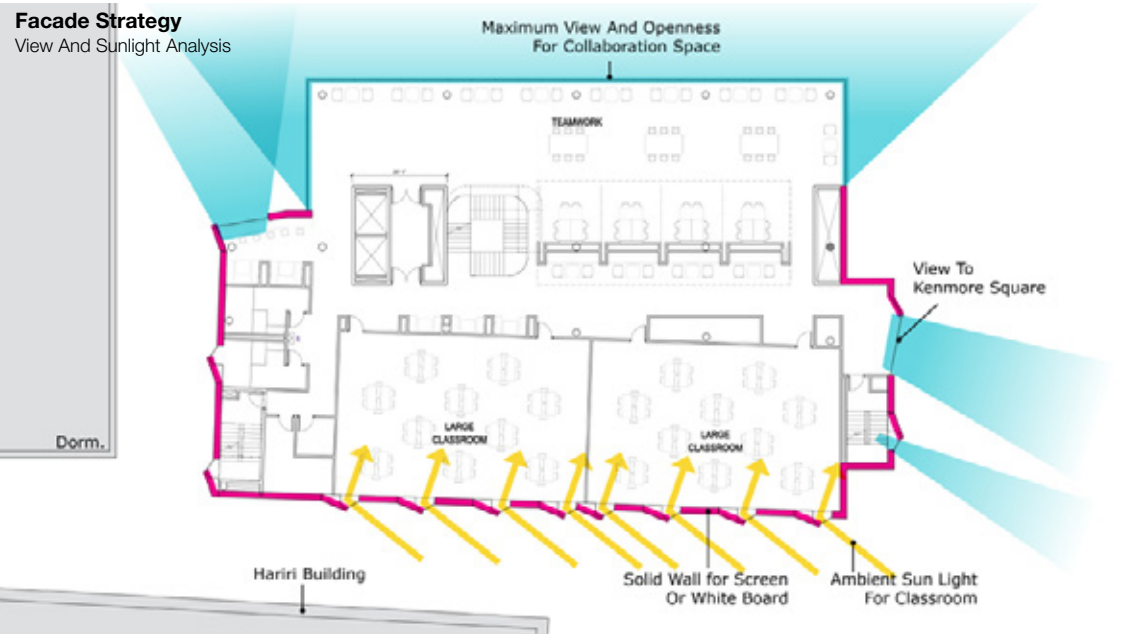 Facade Strategy
View And Sunlight Analysis
Maximum View And Openness
For Collaboration Space
TEAMWORK
View To
Kenmore Square
Dorm.
LARGE
CLASSROOM
LARGE
CLASSROOM
Hariri Building
Solid Wall for Screen
Or White Board
Ambient Sun Light
For Classroom